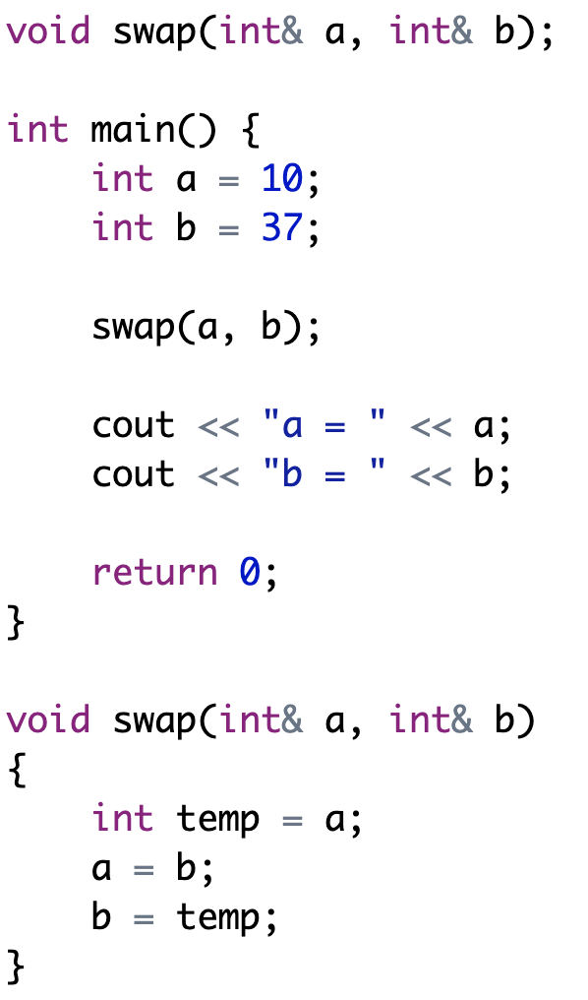 void swap(int& a, int& b);
int main() {
    int a = 10;
    int b = 37;
    swap(a, b);
    cout << "a = " << a;
    cout << "b = " << b;
    return 0;
}
void swap(int& a, int& b)
{
    int temp = a;
    a = b;
    b = temp;
}